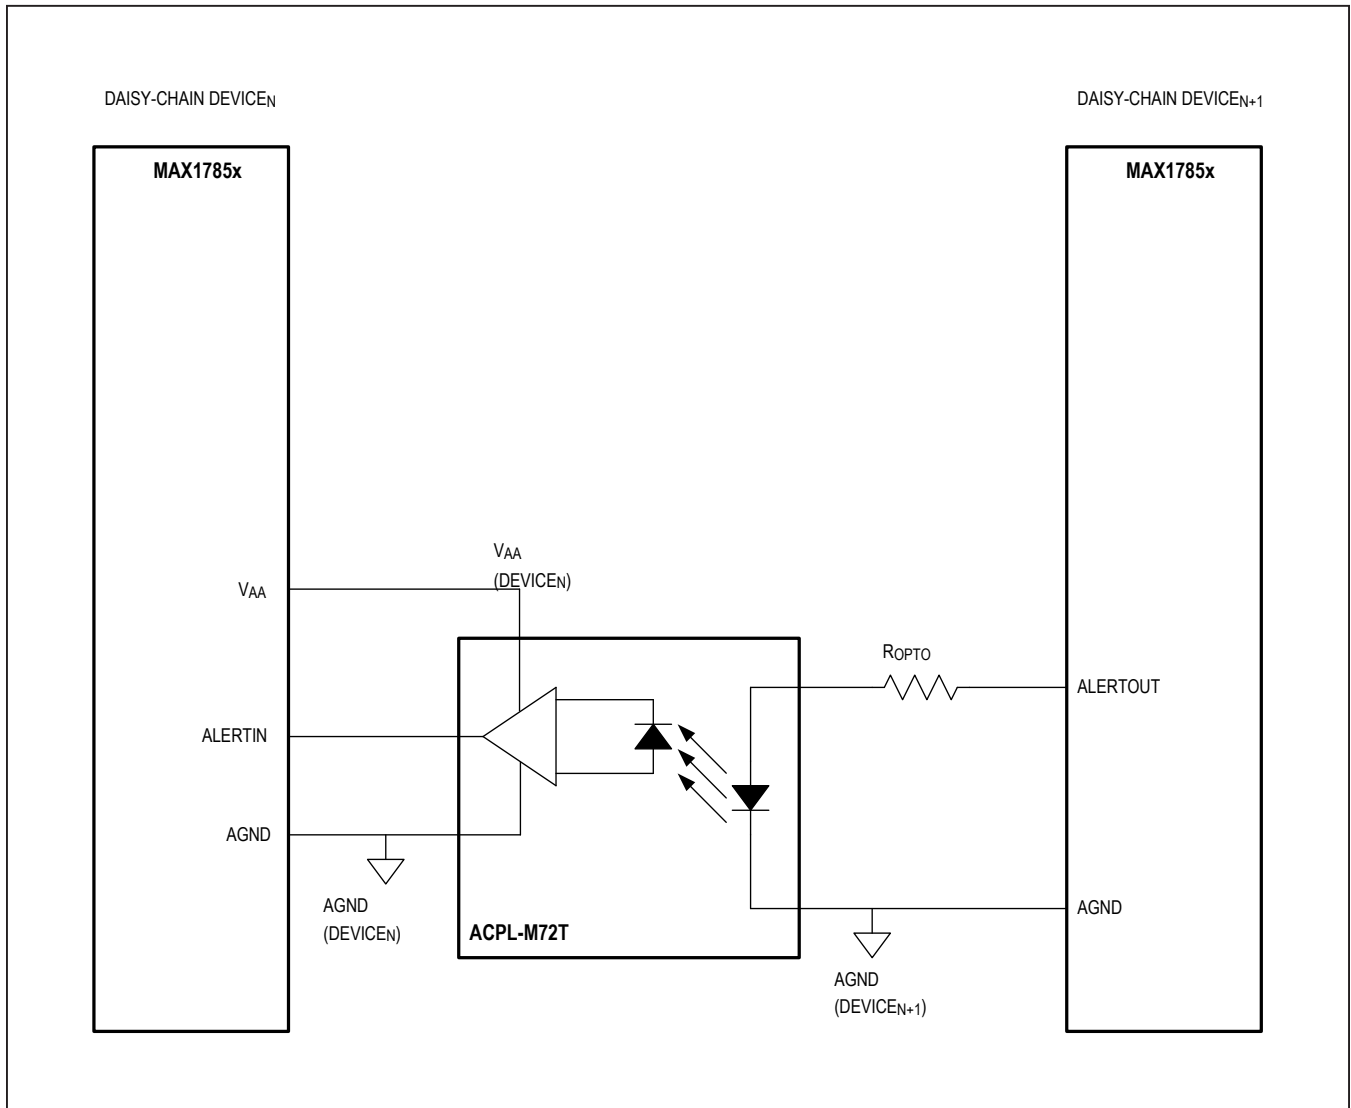 DAISY-CHAIN DEVICEN
DAISY-CHAIN DEVICEN+1
MAX1785x
MAX1785x
VAA
(DEVICEN)
VAA
ROPTO
ALERTOUT
ALERTIN
AGND
AGND
(DEVICEN)
ACPL-M72T
AGND
AGND
(DEVICEN+1)